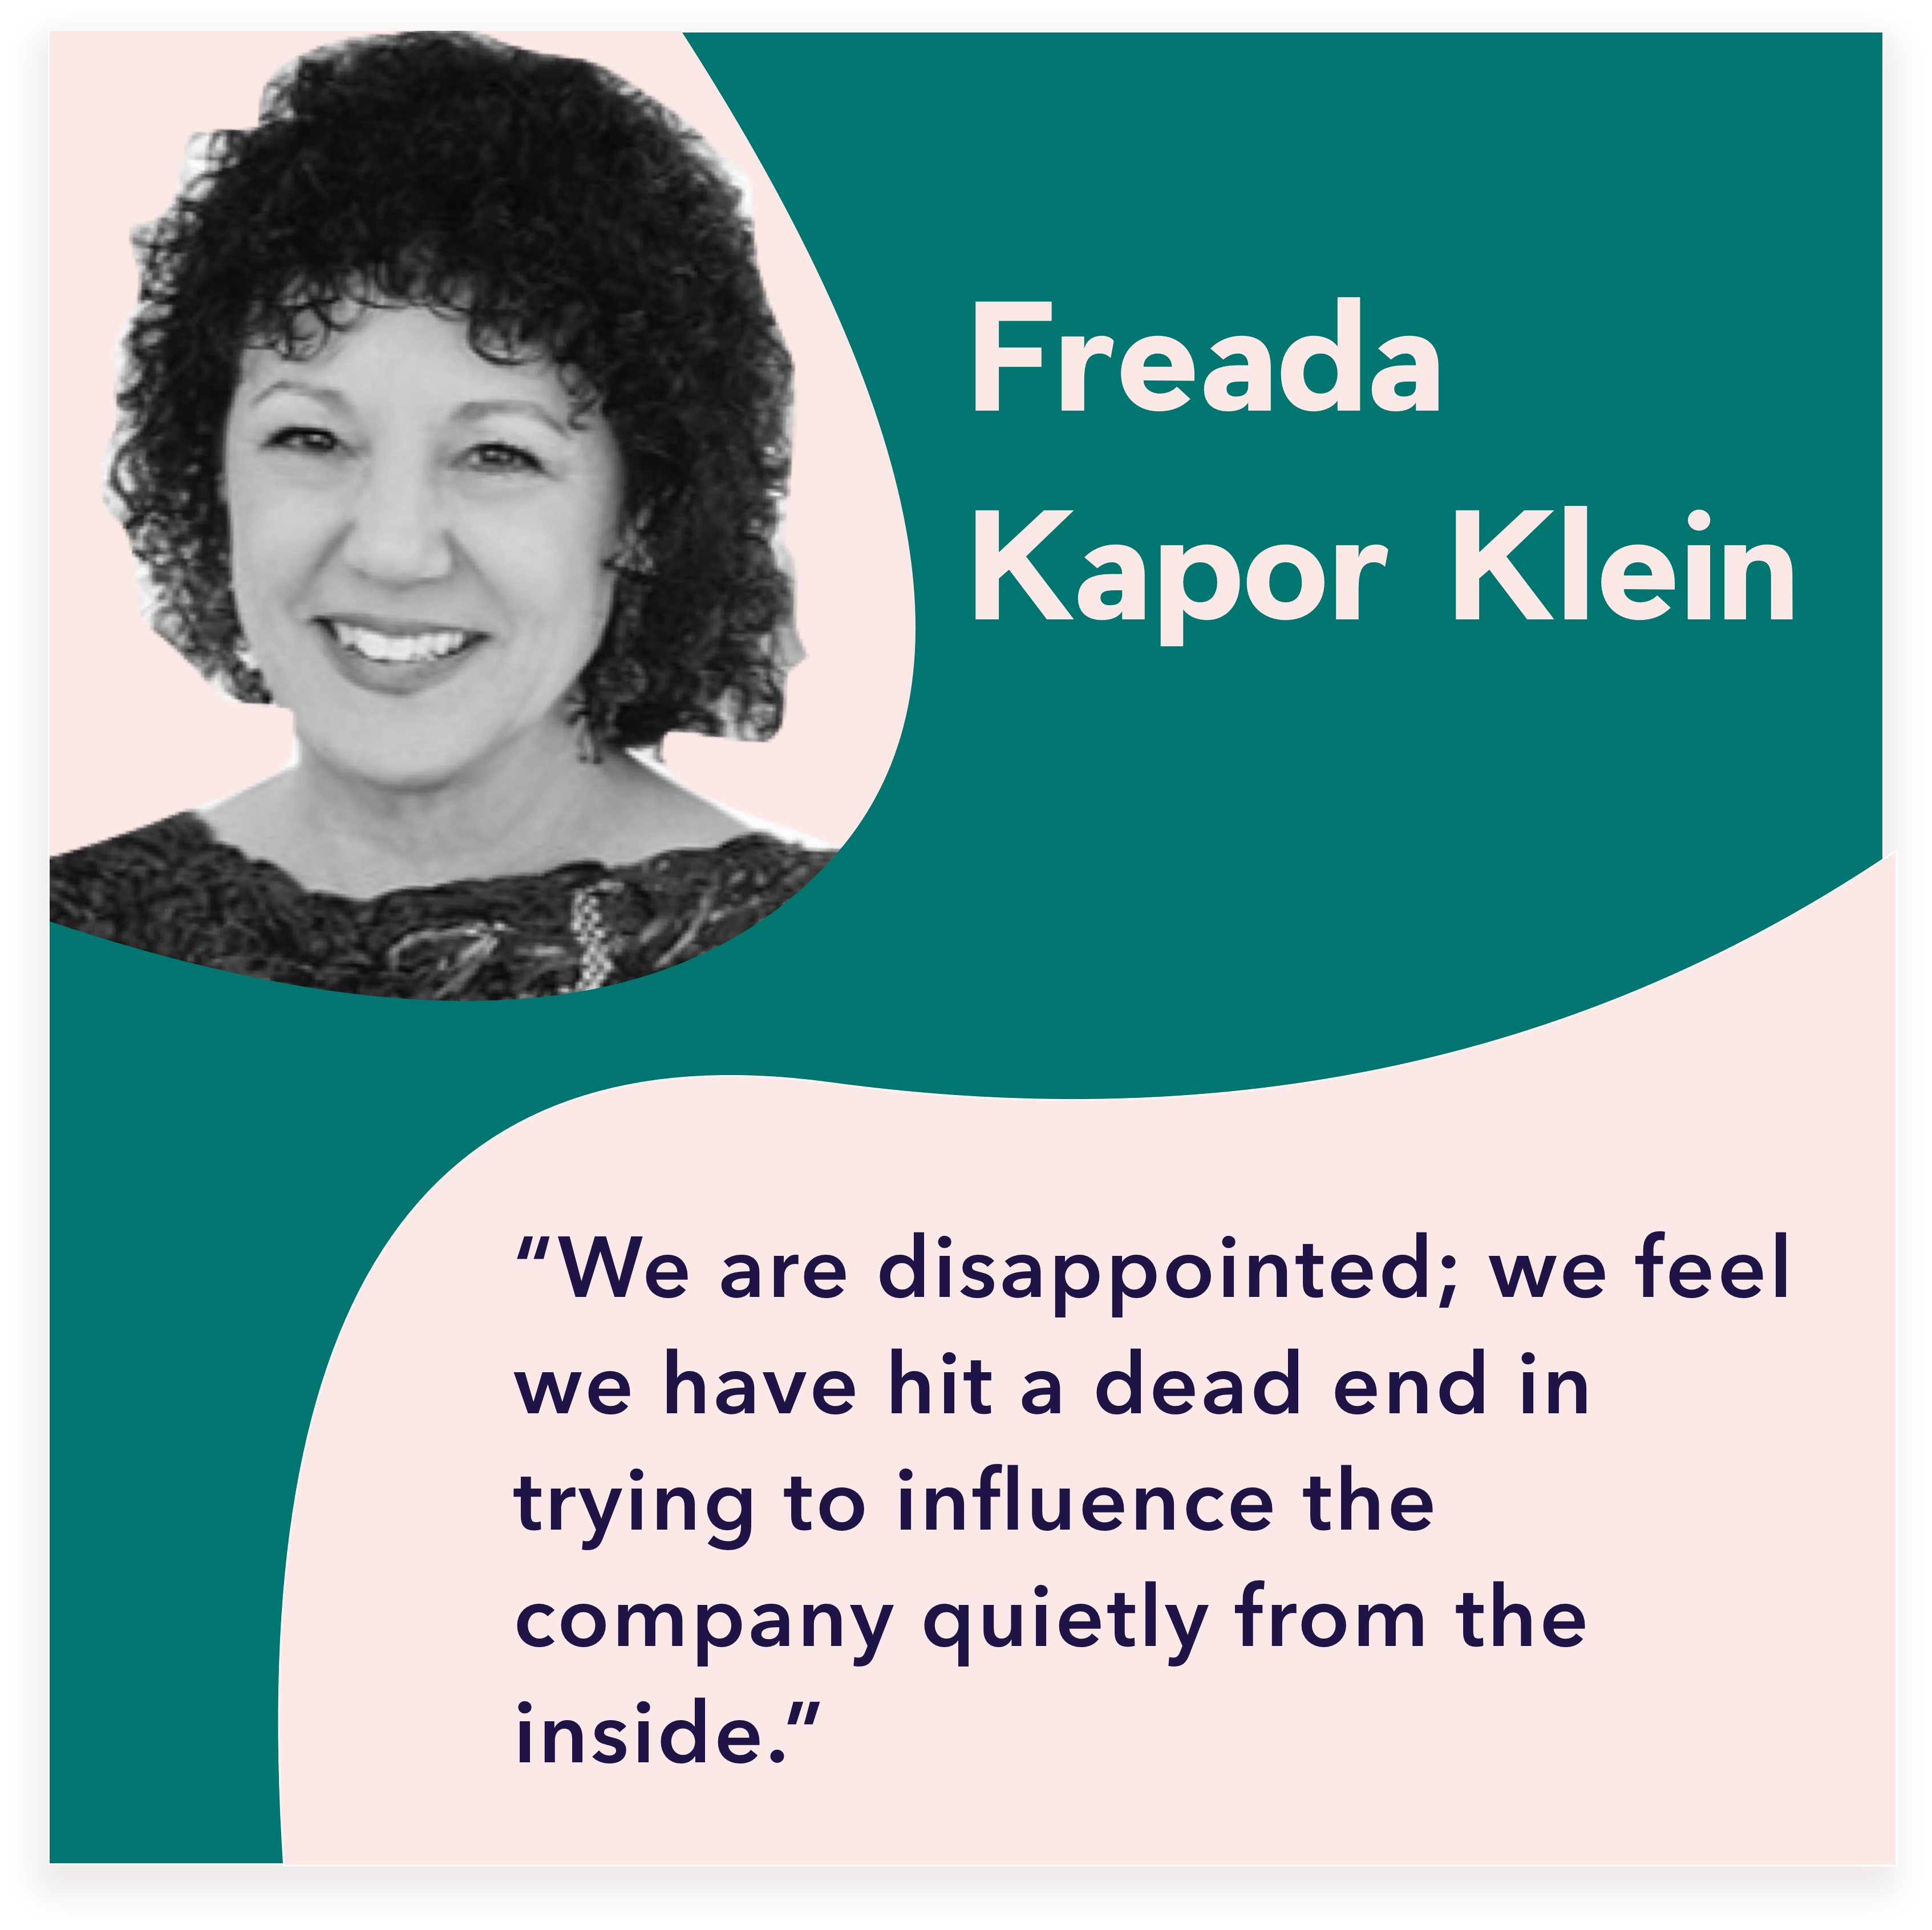 Freada
Kapor Klein
“We are disappointed; we feel
we have hit a dead end in
trying to influence the
company quietly from the
inside.”